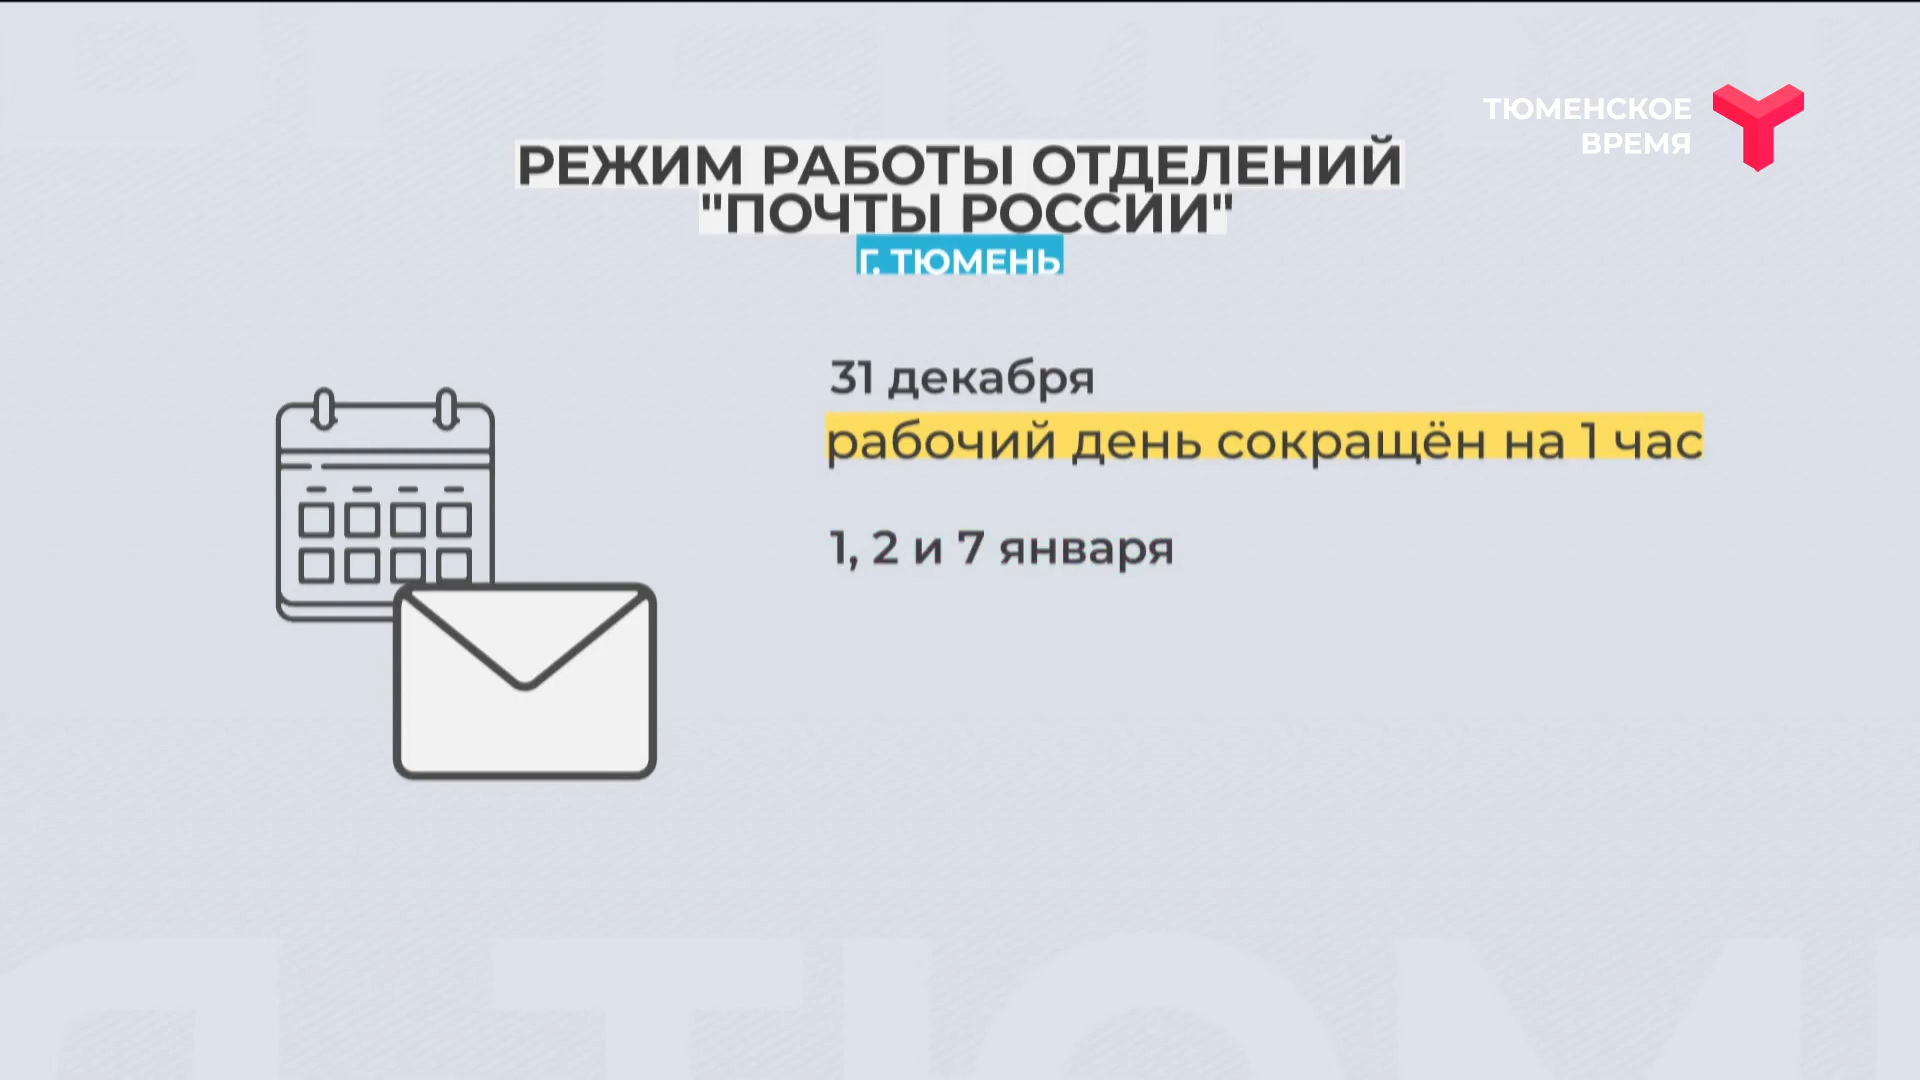 ТЮМЕНСКОЕ
ВРЕМЯ
РЕЖИМ РАБОТЫ ОТДЕЛЕНИЙ
"ПОЧТЫ РОССИИ"
Г. ТЮМЕНЬ
31 декабря
рабочий день сокращён на 1 час
1, 2 и 7 января